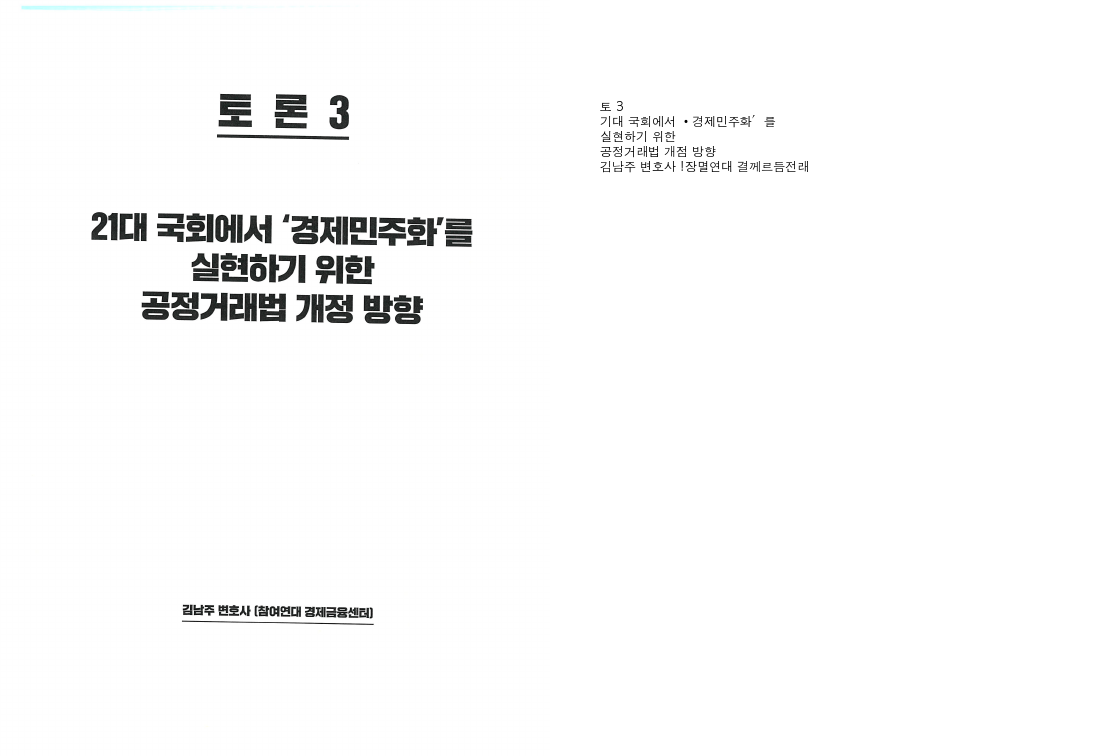 토 론 3
21대 국회에서 ‘경제민주화’를
실현하기 위한
공정거래법 개정 방향
김남주 변호사 (참여연대 경제금융센터)
토 3
기대 국회에서 •경제민주화′ 를
실현하기 위한
공정거래법 개점 방향
김남주 변호사 !장멸연대 결께르듬전래